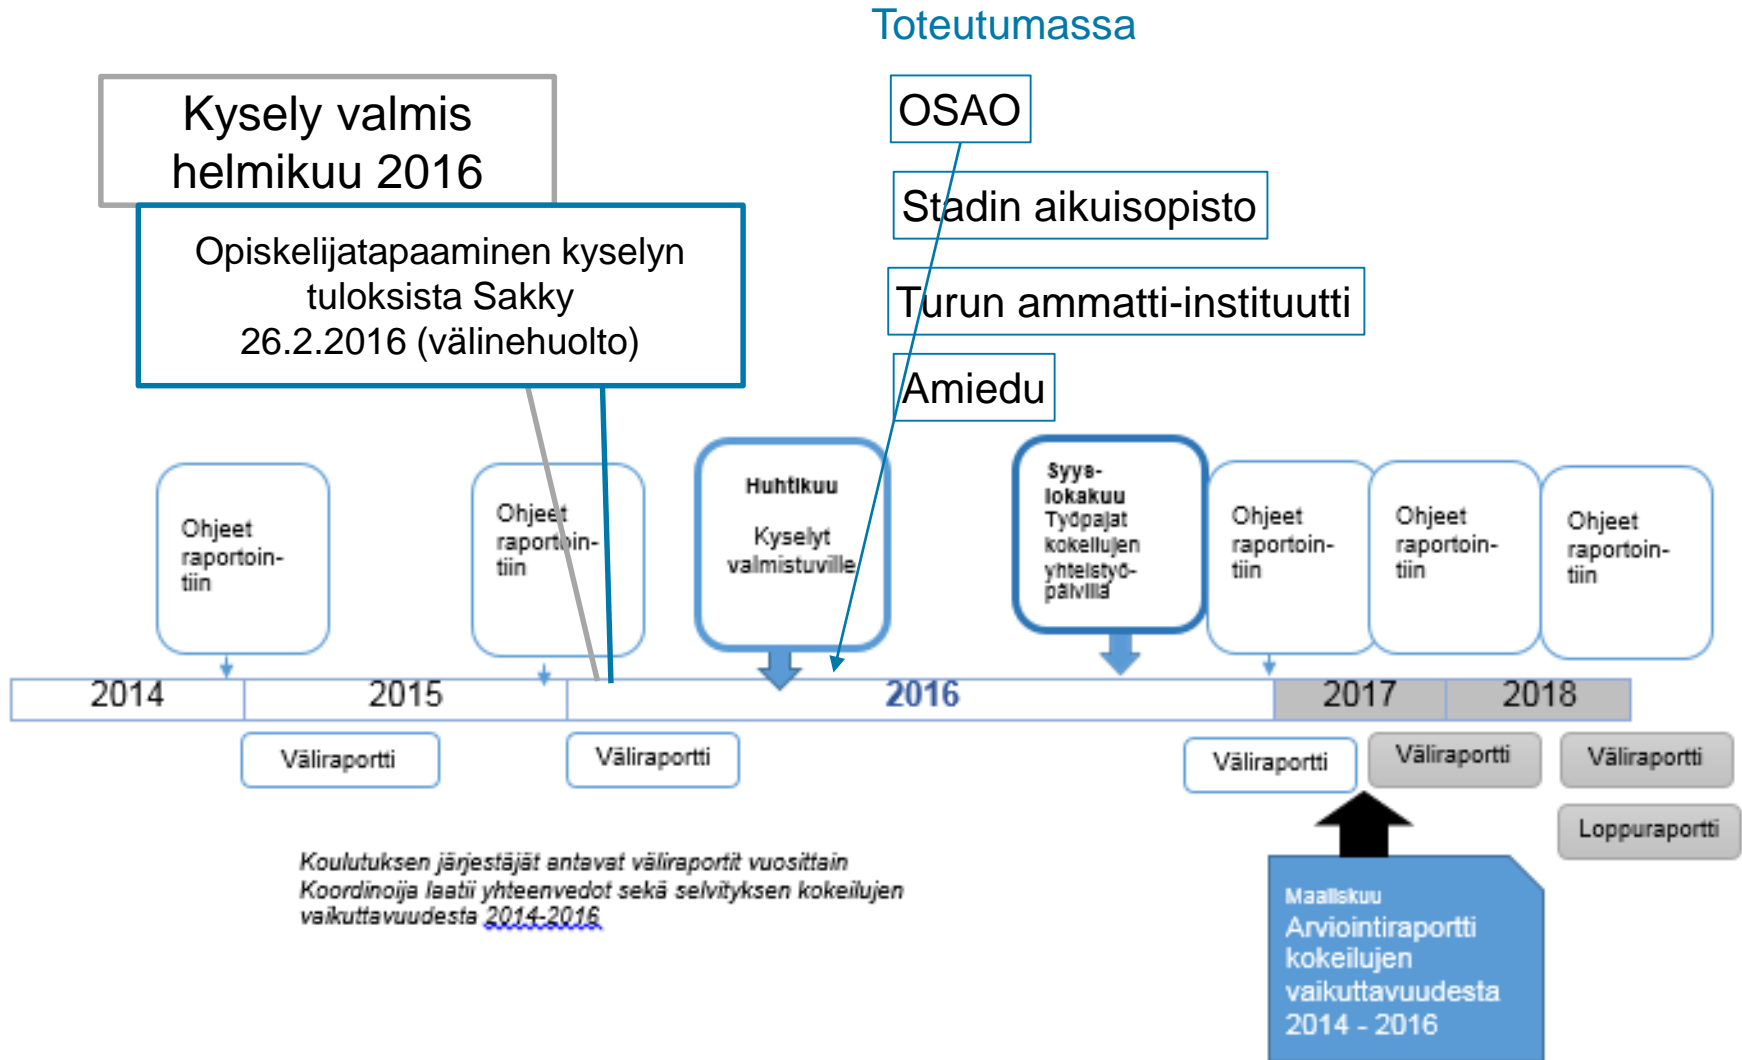 Toteutumassa
Kysely valmis
helmikuu 2016
Opiskelijatapaaminen kyselyn
tuloksista Sakky
26.2.2016 (välinehuolto)
OSAO
Stadin aikuisopisto
Turun ammatti-instituutti
Amiedu
Ohjeet
raportoin-
tiin
Ohjeet
raportoin-
tiin
Huhtikuu
Kyselyt
valmistuville
Syys-
lokakuu
Työpajat
kokeilujen
yhteistyö-
päivillä
Ohjeet
raportoin-
tiin
Ohjeet
raportoin-
tiin
Ohjeet
raportoin-
tiin
2014
2015
2016
2017
2018
Väliraportti
Väliraportti
Väliraportti
Väliraportti
Väliraportti
Loppuraportti
Koulutuksen järjestäjät antavat väliraportit vuosittain
Koordinoija laatii yhteenvedot sekä selvityksen kokeilujen
vaikuttavuudesta 2014-2016
Maaliskuu
Arviointiraportti
kokeilujen
vaikuttavuudesta
2014 - 2016